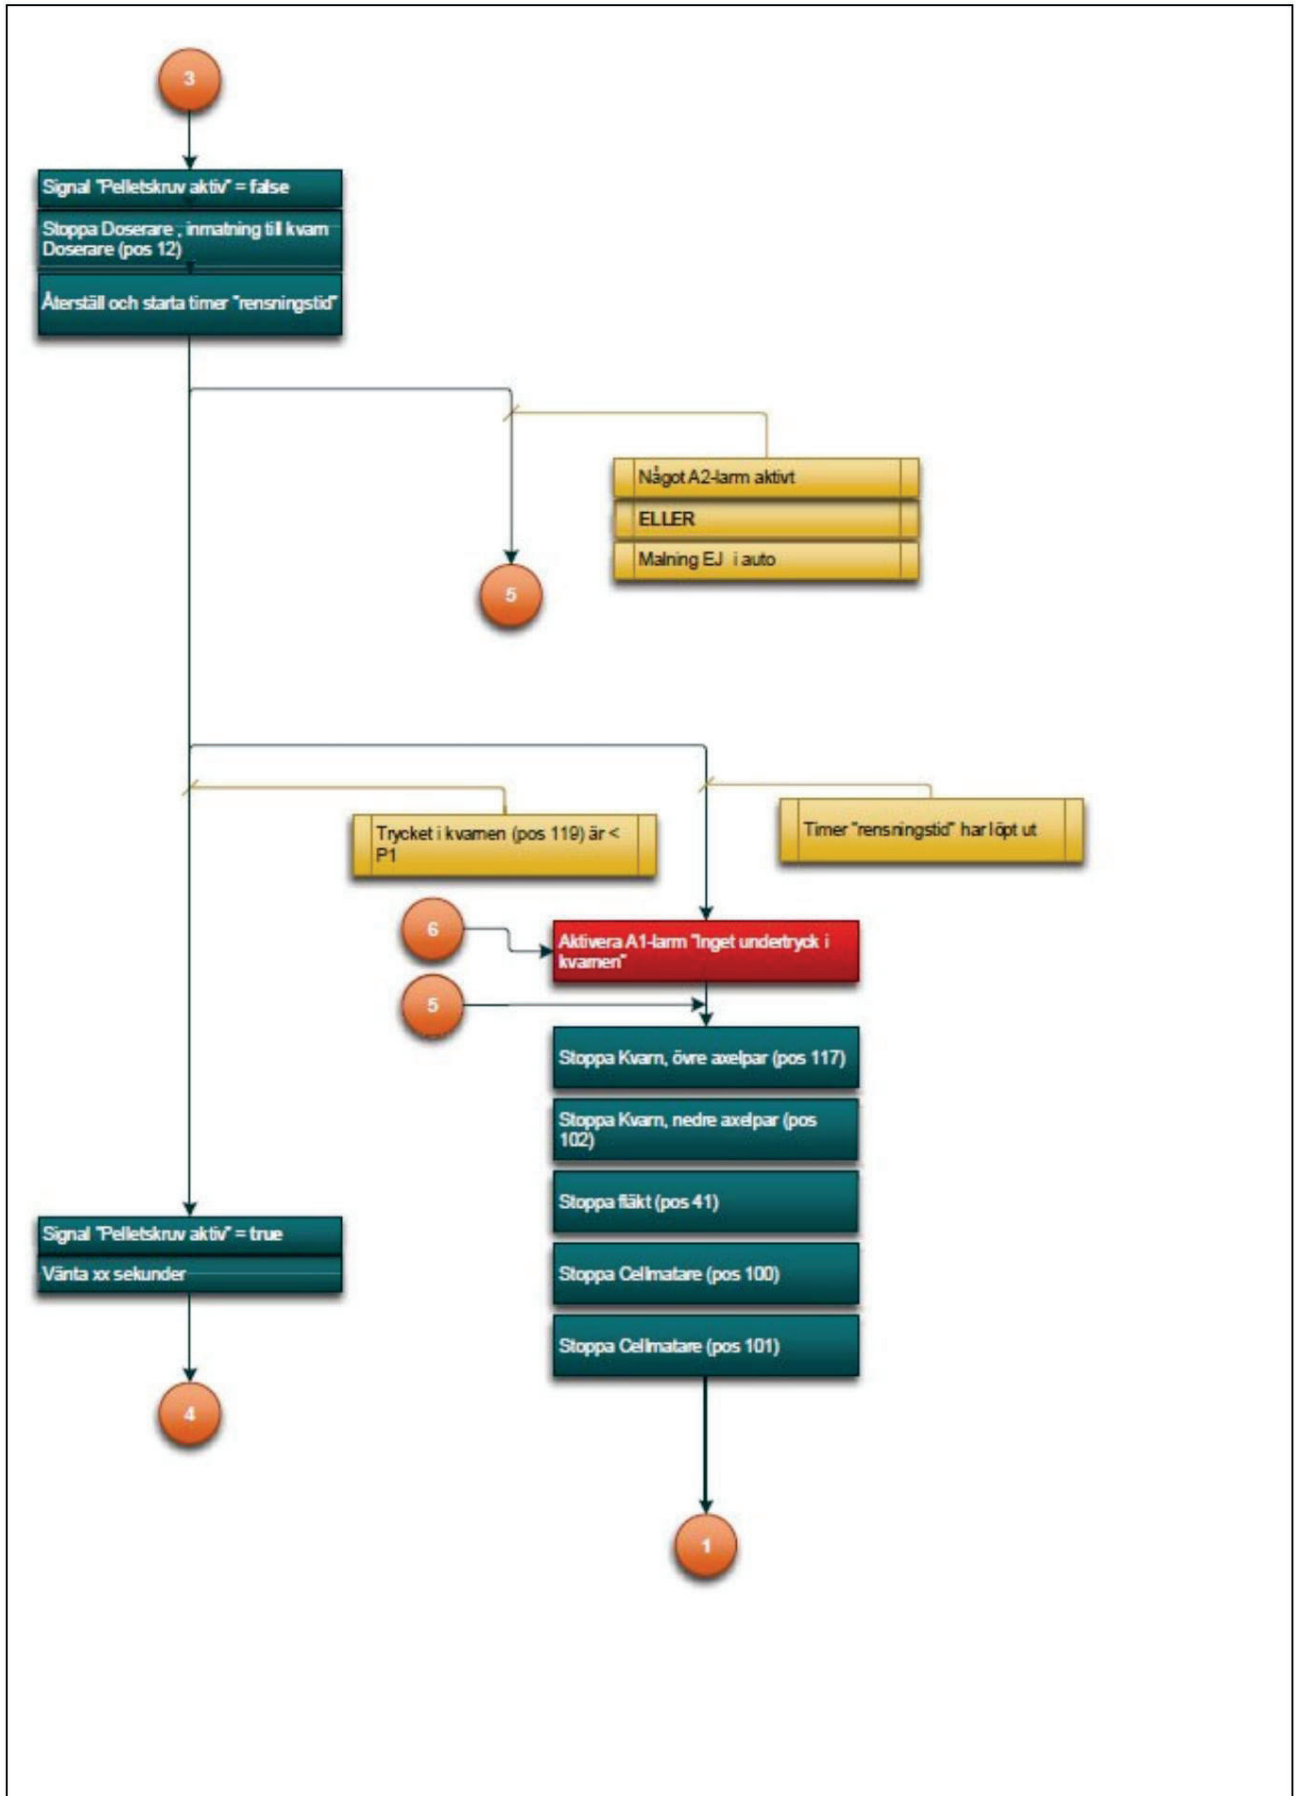 3
Signal "Pelletskruv aktiv" = false
Stoppa Doserare , inmatning till kvarn
Doserare (pos 12)
Återställ och starta timer "rensningstid"
Något A2-larm aktivt
ELLER
Malning EJ i auto
5
Trycket i kvarnen (pos 119) är <
P1
Timer "rensningstid" har löpt ut
6
Aktivera A1-larm "Inget undertryck i
kvarnen"
5
Stoppa Kvarn, övre axelpar (pos 117)
Stoppa Kvarn, nedre axelpar (pos
102)
Stoppa fläkt (pos 41)
Signal "Pelletskruv aktiv" = true
Vänta xx sekunder
Stoppa Cellmatare (pos 100)
Stoppa Cellmatare (pos 101)
4
1